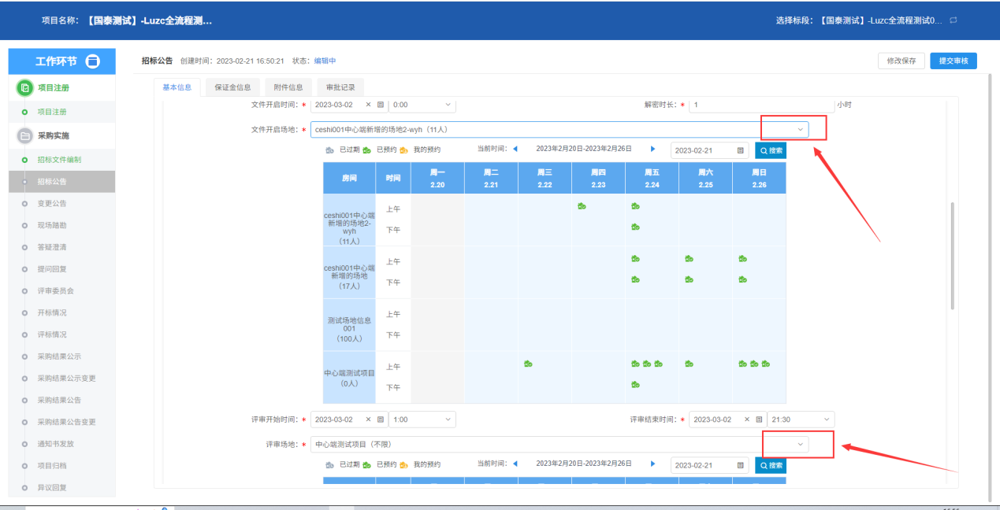 项目名称：【国泰测试】-Luzc全流程测...
选择标段：【国泰测试】-Luzc全流程测试0...
工作环节
项目注册
项目注册
采购实施
招标文件编制
招标公告
变更公告
现场踏勘
答疑澄清
提问回复
评审委员会
开标情况
评标情况
采购结果公示
采购结果公示变更
采购结果公告
采购结果公告变更
通知书发放
项目归档
异议回复
招标公告 创建时间：2023-02-21 16:50:21 状态：编辑中
修改保存 提交审核
基本信息 保证金信息 附件信息 审批记录
文件开启时间：* 2023-03-02 × 0:00 解密时长：* 1 小时
文件开启场地：* ceshi001中心端新增的场地2-wyh（11人）
已过期 已预约 我的预约 当前时间： 2023年2月20日-2023年2月26日 2023-02-21 搜索
房间 时间 周一 周二 周三 周四 周五 周六 周日
2.20 2.21 2.22 2.23 2.24 2.25 2.26
ceshi001中心端
新增的场地2-
wyh
（11人）
上午
下午
ceshi001中心端
新增的场地
（17人）
上午
下午
测试场地信息
001
（100人）
上午
下午
中心端测试项目
（0人）
上午
下午
评审开始时间：* 2023-03-02 × 1:00 评审结束时间：* 2023-03-02 × 21:30
评审场地：* 中心端测试项目（不限）
已过期 已预约 我的预约 当前时间： 2023年2月20日-2023年2月26日 2023-02-21 搜索